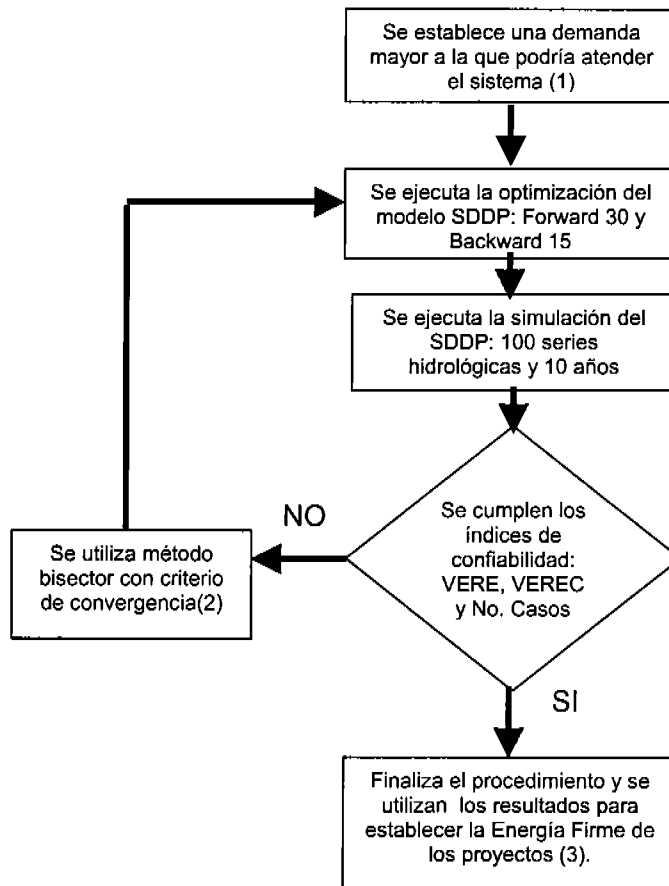 Se establece una demanda
mayor a la que podría atender
el sistema (1)
Se ejecuta la optimización del
modelo SDDP: Forward 30 y
Backward 15
Se ejecuta la simulación del
SDDP: 100 series
hidrológicas y 10 años
Se cumplen los
índices de
confiabilidad:
VERE, VEREC
y No. Casos
NO
Se utiliza método
bisector con criterio
de convergencia(2)
SI
Finaliza el procedimiento y se
utilizan los resultados para
establecer la Energía Firme de
los proyectos (3).